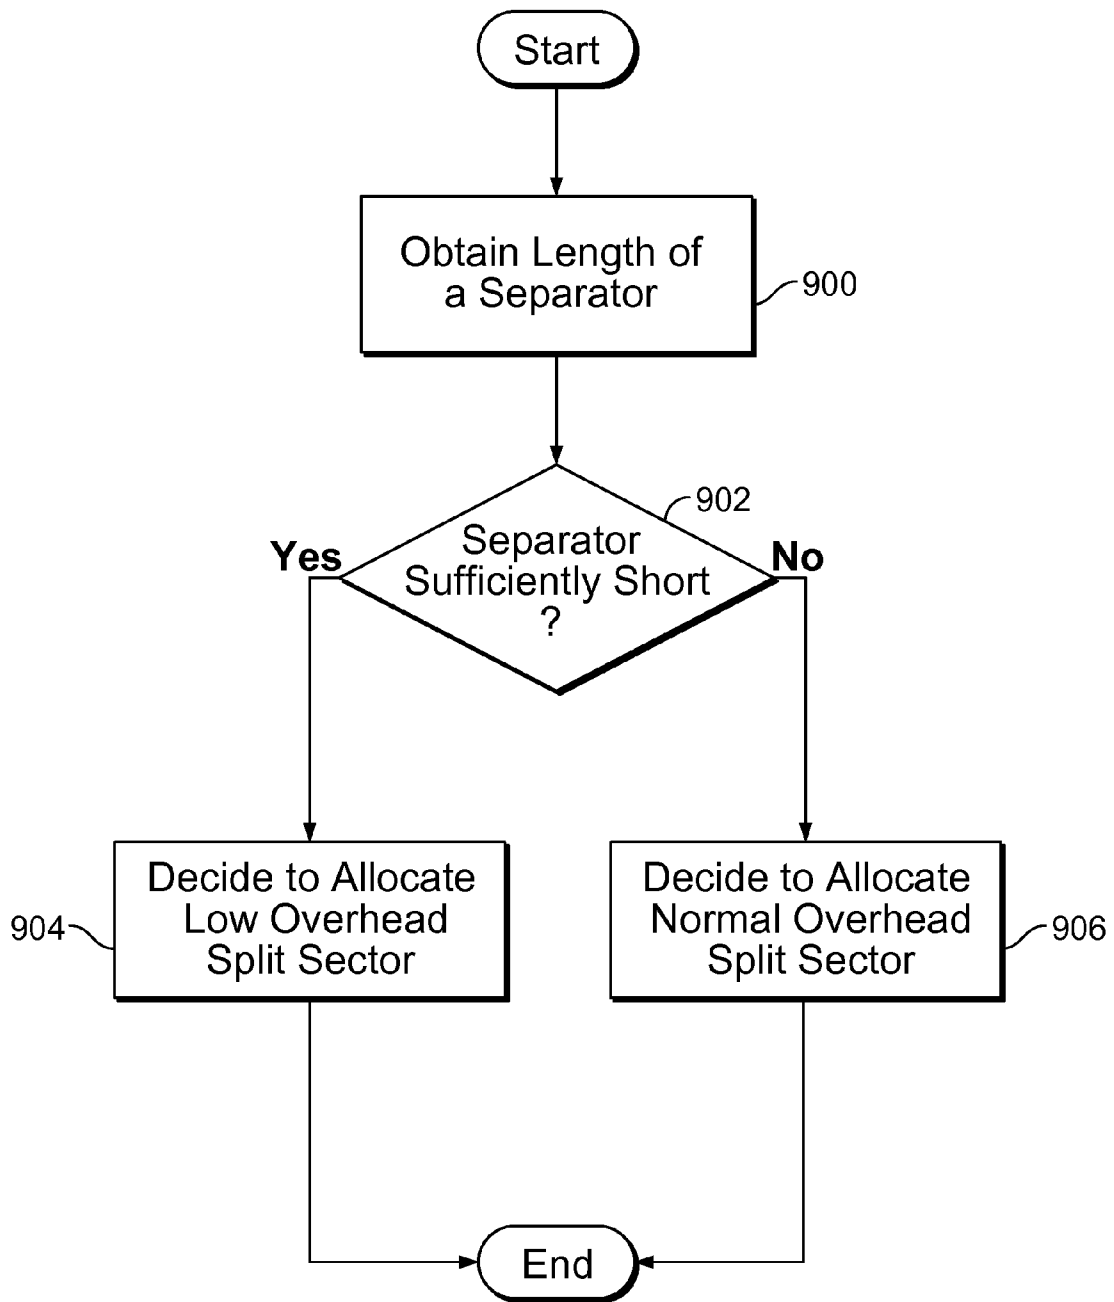 Start
Obtain Length of
a Separator
900
902
Separator
Sufficiently Short
?
Yes
No
Decide to Allocate
Low Overhead
Split Sector
904
Decide to Allocate
Normal Overhead
Split Sector
906
End